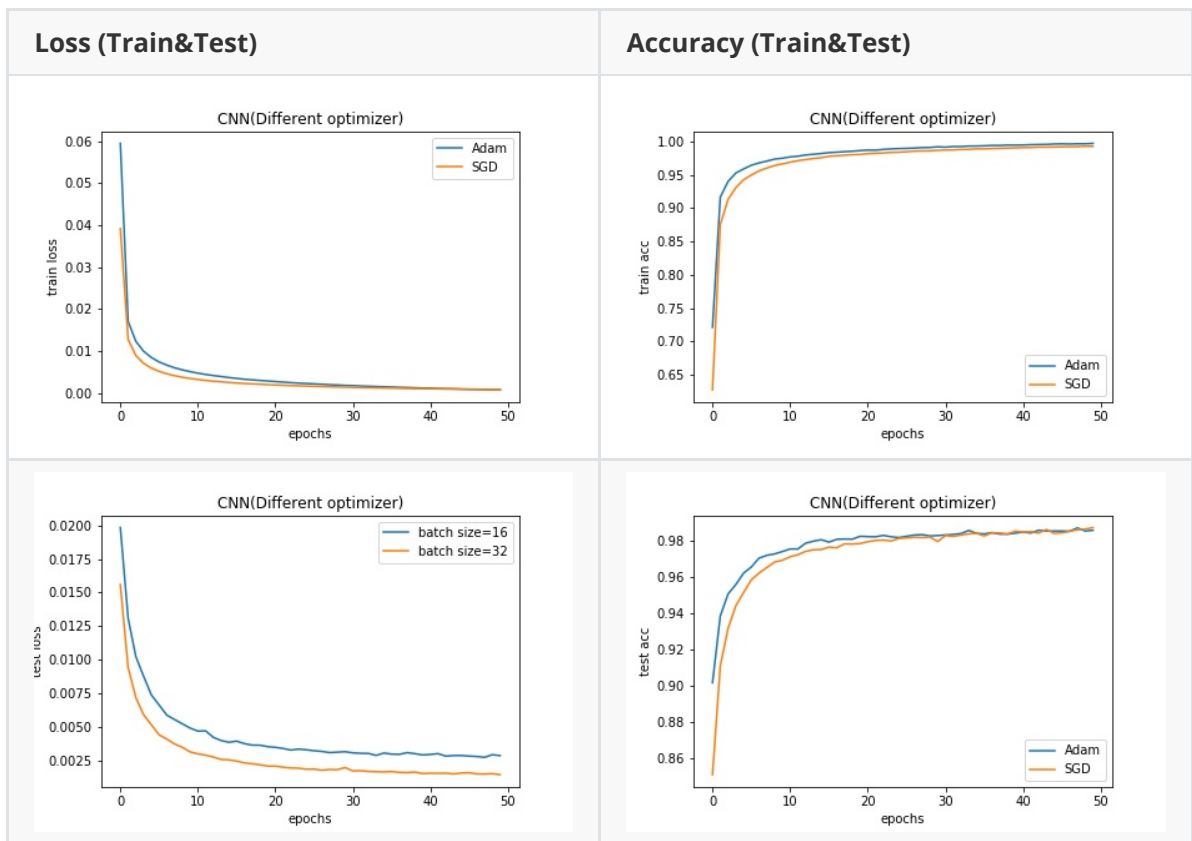 Loss (Train&Test)
Accuracy (Train&Test)
CNN(Different optimizer)
Adam
SGD
train loss
0.06
0.05
0.04
0.03
0.02
0.01
0.00
0 10 20 30 40 50
epochs
CNN(Different optimizer)
train acc
1.00
0.95
0.90
0.85
0.80
0.75
0.70
0.65
Adam
SGD
0 10 20 30 40 50
epochs
CNN(Different optimizer)
batch size=16
batch size=32
test loss
0.0200
0.0175
0.0150
0.0125
0.0100
0.0075
0.0050
0.0025
0 10 20 30 40 50
epochs
CNN(Different optimizer)
test acc
0.98
0.96
0.94
0.92
0.90
0.88
0.86
Adam
SGD
0 10 20 30 40 50
epochs